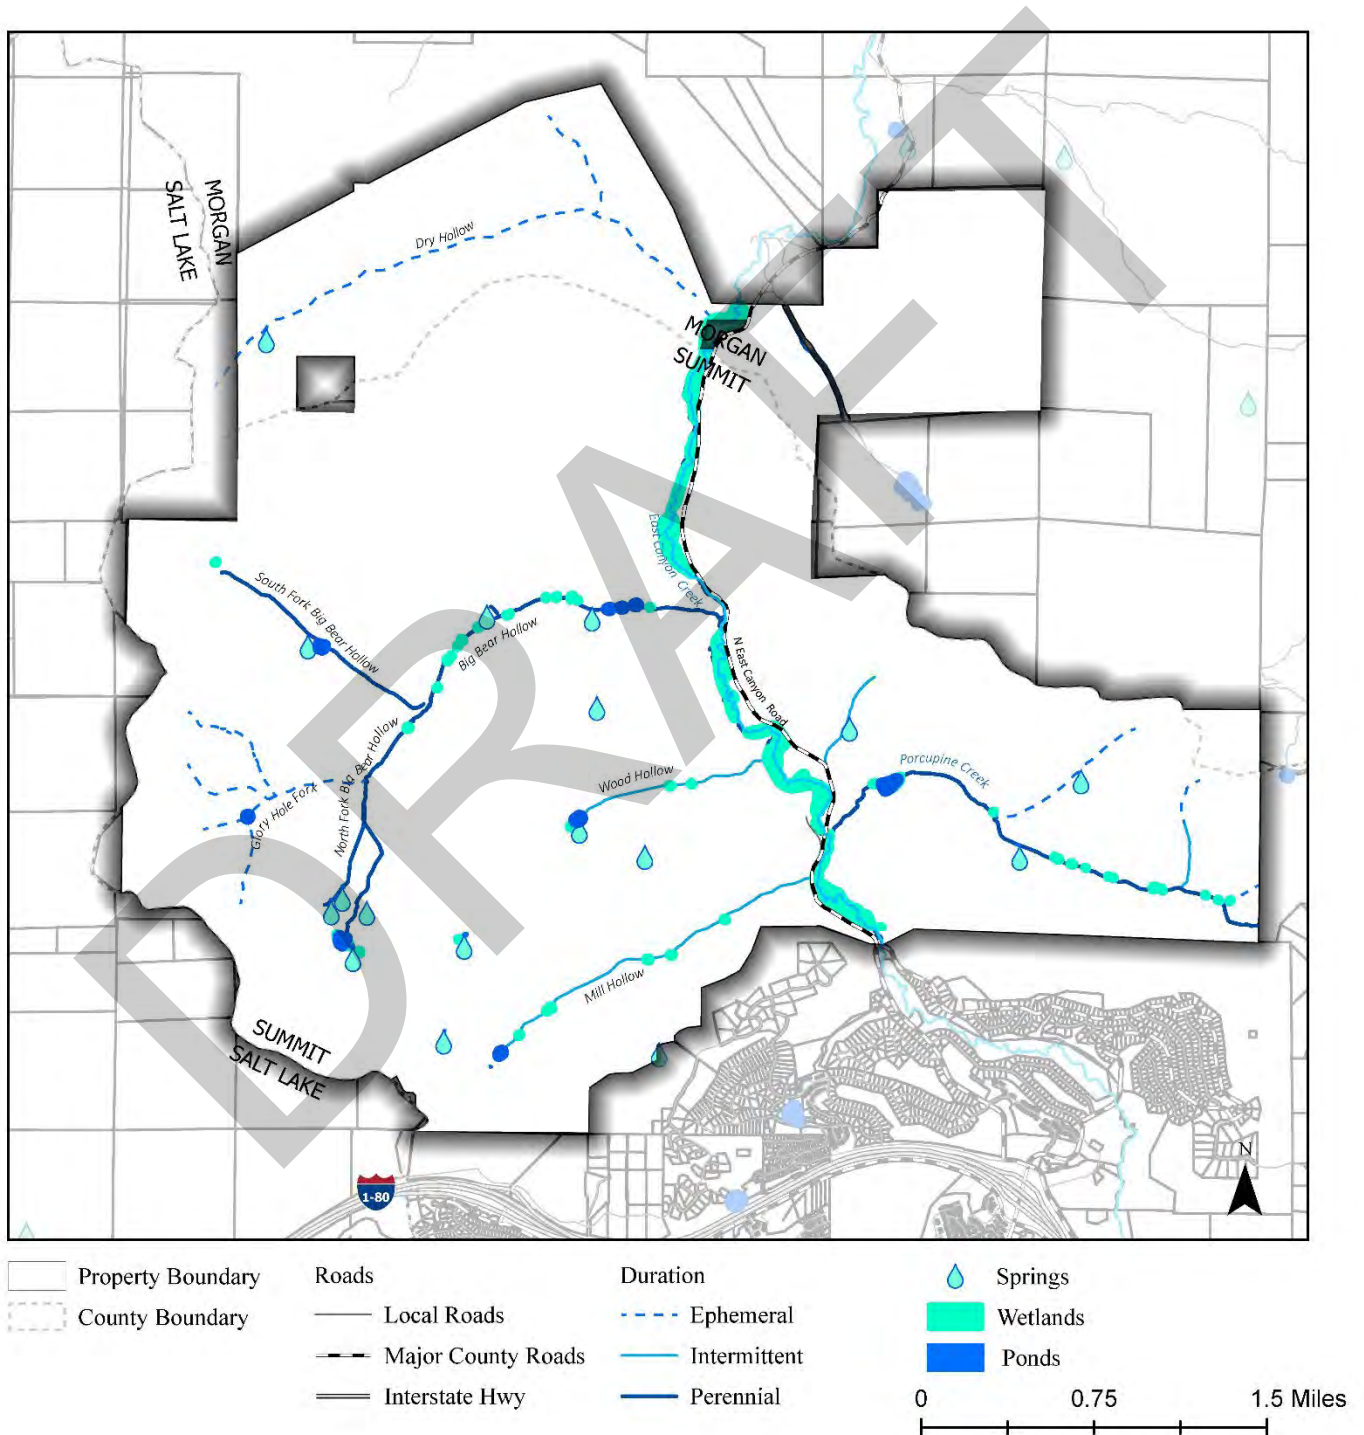 DRAFT
MORGAN
SALT LAKE
Dry Hollow
MORGAN
SUMMIT
East Canyon Creek
South Fork Big Bear Hollow
Big Bear Hollow
N East Canyon Road
North Fork Big Bear Hollow
Glory Hole Fork
Wood Hollow
Porcupine Creek
Mill Hollow
SUMMIT
SALT LAKE
1-80
N
Property Boundary
County Boundary
Roads
Local Roads
Major County Roads
Interstate Hwy
Duration
Ephemeral
Intermittent
Perennial
Springs
Wetlands
Ponds
0 0.75 1.5 Miles